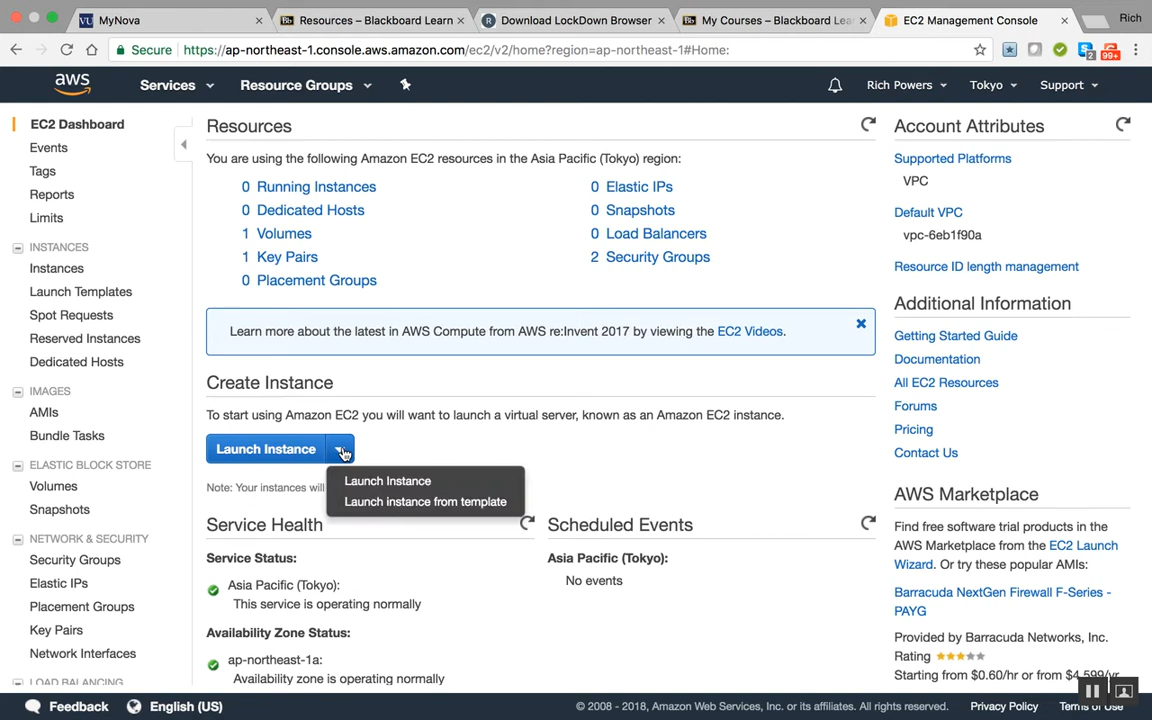 MyNova
Resources – Blackboard Learn
Download LockDown Browser
My Courses – Blackboard Lea
EC2 Management Console
Rich
Secure
https://ap-northeast-1.console.aws.amazon.com/ec2/v2/home?region=ap-northeast-1#Home:
2
99+
aws
Services
Resource Groups
Rich Powers
Tokyo
Support
EC2 Dashboard
Events
Tags
Reports
Limits
INSTANCES
Instances
Launch Templates
Spot Requests
Reserved Instances
Dedicated Hosts
IMAGES
AMIs
Bundle Tasks
ELASTIC BLOCK STORE
Volumes
Snapshots
NETWORK & SECURITY
Security Groups
Elastic IPs
Placement Groups
Key Pairs
Network Interfaces
LOAD BALANCING
Resources
You are using the following Amazon EC2 resources in the Asia Pacific (Tokyo) region:
0 Running Instances
0 Elastic IPs
0 Dedicated Hosts
0 Snapshots
1 Volumes
0 Load Balancers
1 Key Pairs
2 Security Groups
0 Placement Groups
Learn more about the latest in AWS Compute from AWS re:Invent 2017 by viewing the EC2 Videos.
Create Instance
To start using Amazon EC2 you will want to launch a virtual server, known as an Amazon EC2 instance.
Launch Instance
Launch Instance
Launch instance from template
Note: Your instances will
Service Health
Service Status:
Asia Pacific (Tokyo):
This service is operating normally
Availability Zone Status:
ap-northeast-1a:
Availability zone is operating normally
Scheduled Events
Asia Pacific (Tokyo):
No events
Account Attributes
Supported Platforms
VPC
Default VPC
vpc-6eb1f90a
Resource ID length management
Additional Information
Getting Started Guide
Documentation
All EC2 Resources
Forums
Pricing
Contact Us
AWS Marketplace
Find free software trial products in the
AWS Marketplace from the EC2 Launch
Wizard. Or try these popular AMIs:
Barracuda NextGen Firewall F-Series -
PAYG
Provided by Barracuda Networks, Inc.
Rating
Starting from $0.60/hr or from $4,599/yr
Feedback
English (US)
© 2008 - 2018, Amazon Web Services, Inc. or its affiliates. All rights reserved.
Privacy Policy
Terms of Use